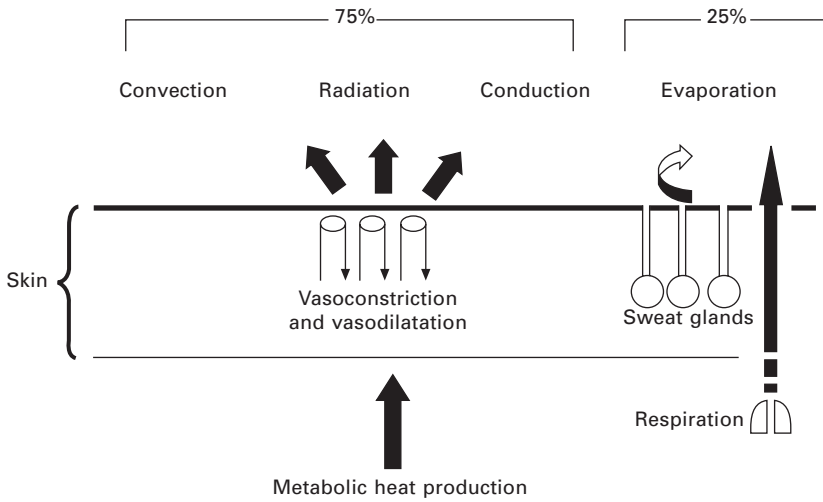 75%
25%
Convection
Radiation
Conduction
Evaporation
Skin
Vasoconstriction
and vasodilatation
Sweat glands
Respiration
Metabolic heat production